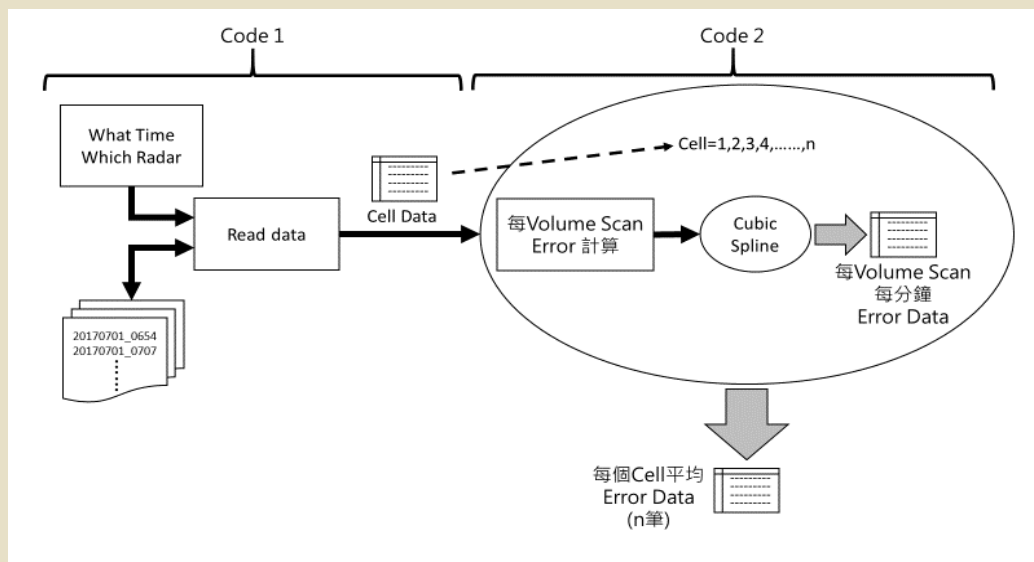 Code 1
Code 2
What Time
Which Radar
Cell Data
Read data
20170701_0654
20170701_0707
Cell=1,2,3,4,......,n
每Volume Scan
Error 計算
Cubic
Spline
每Volume Scan
每分鐘
Error Data
每個Cell平均
Error Data
(n筆)